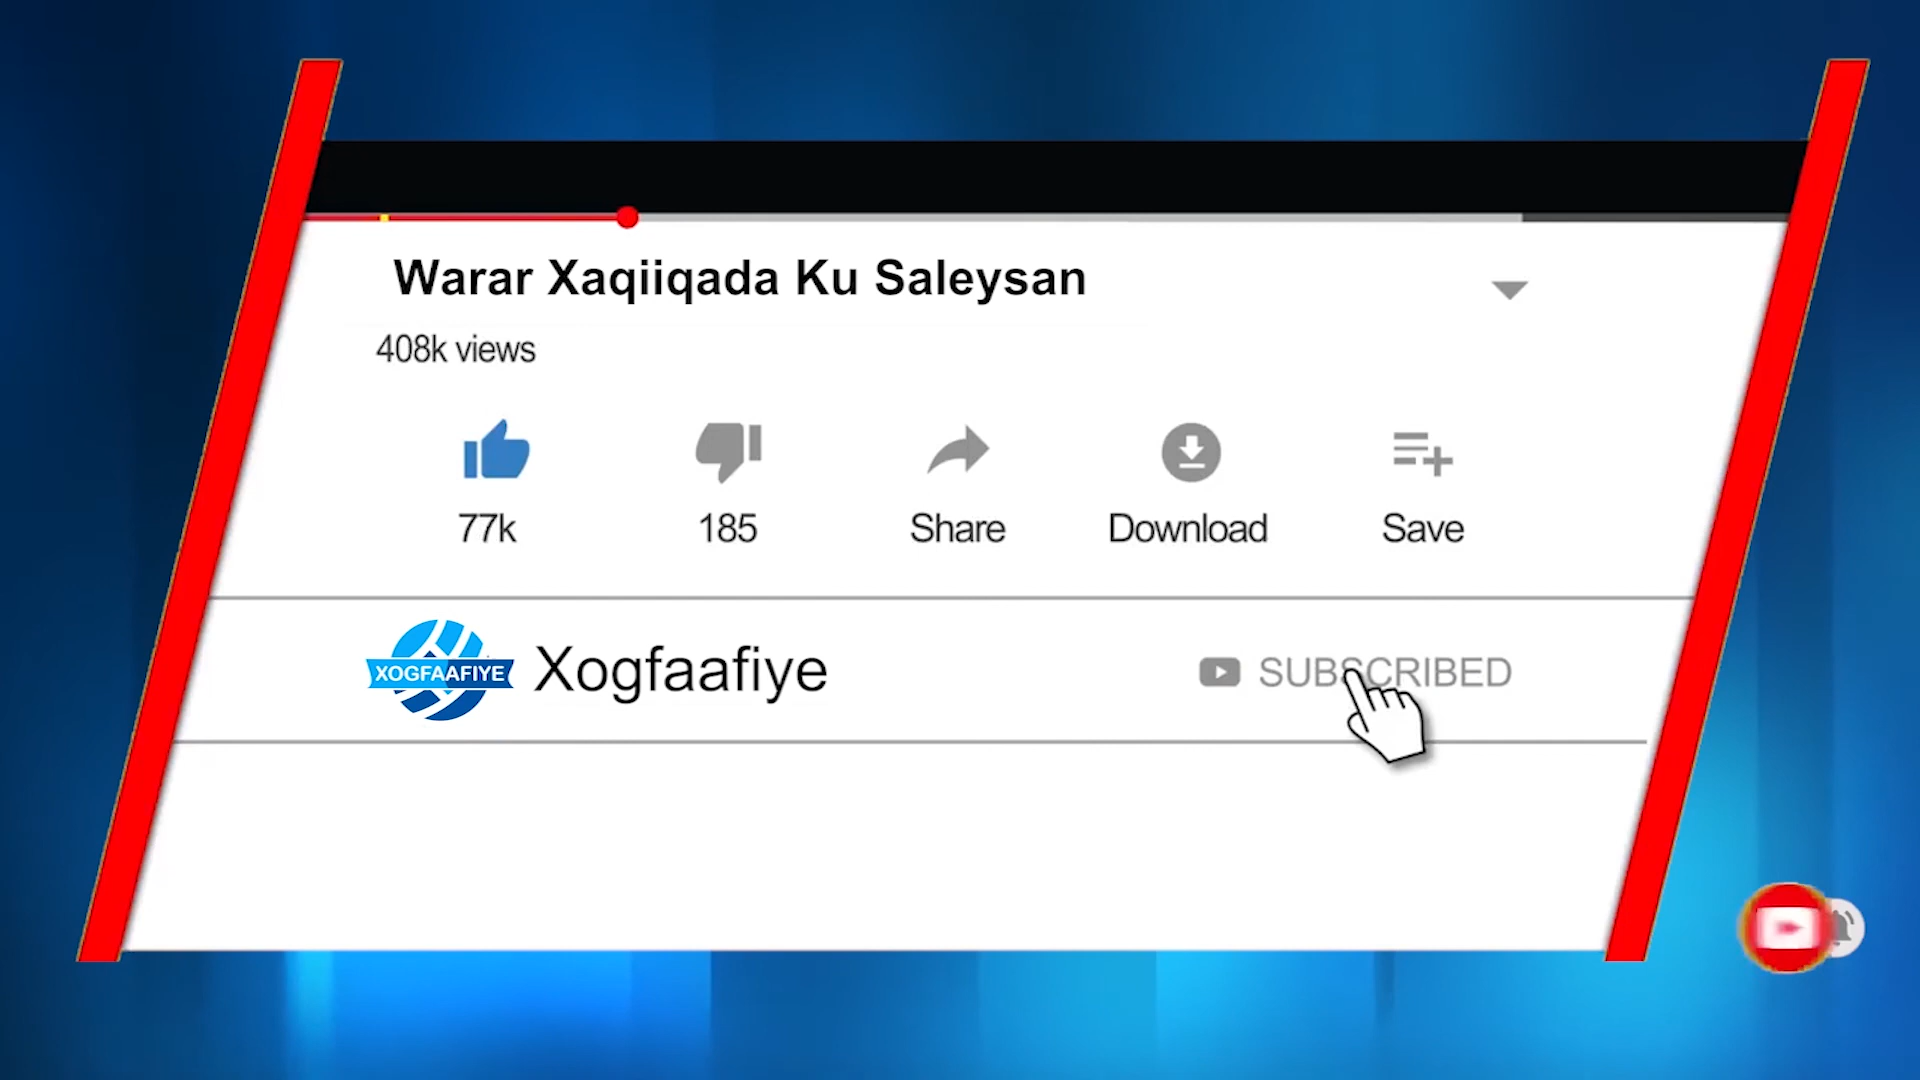 Warar Xaqiiqada Ku Saleysan
408k views
77k
185
Share
Download
Save
XOGFAAFIYE
Xogfaafiye
SUBSCRIBED